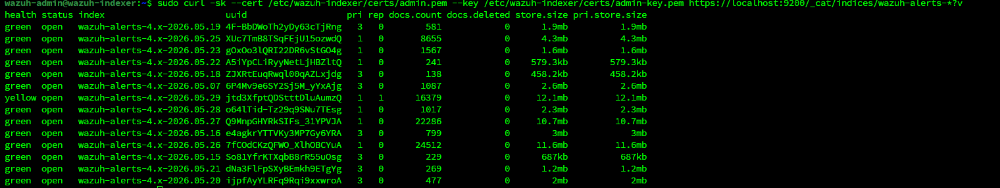 wazuh-admin@wazuh-indexer:~$ sudo curl -sk --cert /etc/wazuh-indexer/certs/admin.pem --key /etc/wazuh-indexer/certs/admin-key.pem https://localhost:9200/_cat/indices/wazuh-alerts-*?v
health status index uuid pri rep docs.count docs.deleted store.size pri.store.size
green open wazuh-alerts-4.x-2026.05.19 4F-BbDWoTh2yDy63cTjRng 3 0 581 0 1.9mb 1.9mb
green open wazuh-alerts-4.x-2026.05.25 XUc7TmB8TSqFEjU15ozwdQ 1 0 8655 0 4.3mb 4.3mb
green open wazuh-alerts-4.x-2026.05.23 gOxOo3lQRI22DR6vStGO4g 1 0 1567 0 1.6mb 1.6mb
green open wazuh-alerts-4.x-2026.05.22 A5iYpCLiRyyNetLjHBZltQ 1 0 241 0 579.3kb 579.3kb
green open wazuh-alerts-4.x-2026.05.18 ZJXRtEuqRwql00qAZLxjdg 3 0 138 0 458.2kb 458.2kb
green open wazuh-alerts-4.x-2026.05.07 6P4Mv9e6SY2Sj5M_yYxAjg 3 0 1087 0 2.6mb 2.6mb
yellow open wazuh-alerts-4.x-2026.05.29 jtd3XfptQDStttDluAumzQ 1 1 16379 0 12.1mb 12.1mb
green open wazuh-alerts-4.x-2026.05.28 o64lTid-Tz29q9SNu7TEsg 1 0 1017 0 2.3mb 2.3mb
green open wazuh-alerts-4.x-2026.05.27 Q9MnpGHYRkSIFs_31YPVJA 1 0 22286 0 10.7mb 10.7mb
green open wazuh-alerts-4.x-2026.05.16 e4agkrYTTVKy3MP7Gy6YRA 3 0 799 0 3mb 3mb
green open wazuh-alerts-4.x-2026.05.26 7fCOdCKzQFWO_XlhOBCYuA 1 0 24512 0 11.6mb 11.6mb
green open wazuh-alerts-4.x-2026.05.15 So81YfrKTXqbB8rR55uOsg 3 0 229 0 687kb 687kb
green open wazuh-alerts-4.x-2026.05.21 dNa3FlFpSXyBEmkh9ETgYg 3 0 269 0 1.2mb 1.2mb
green open wazuh-alerts-4.x-2026.05.20 ijpfAyYLRFq9Rqi9xxwroA 3 0 477 0 2mb 2mb